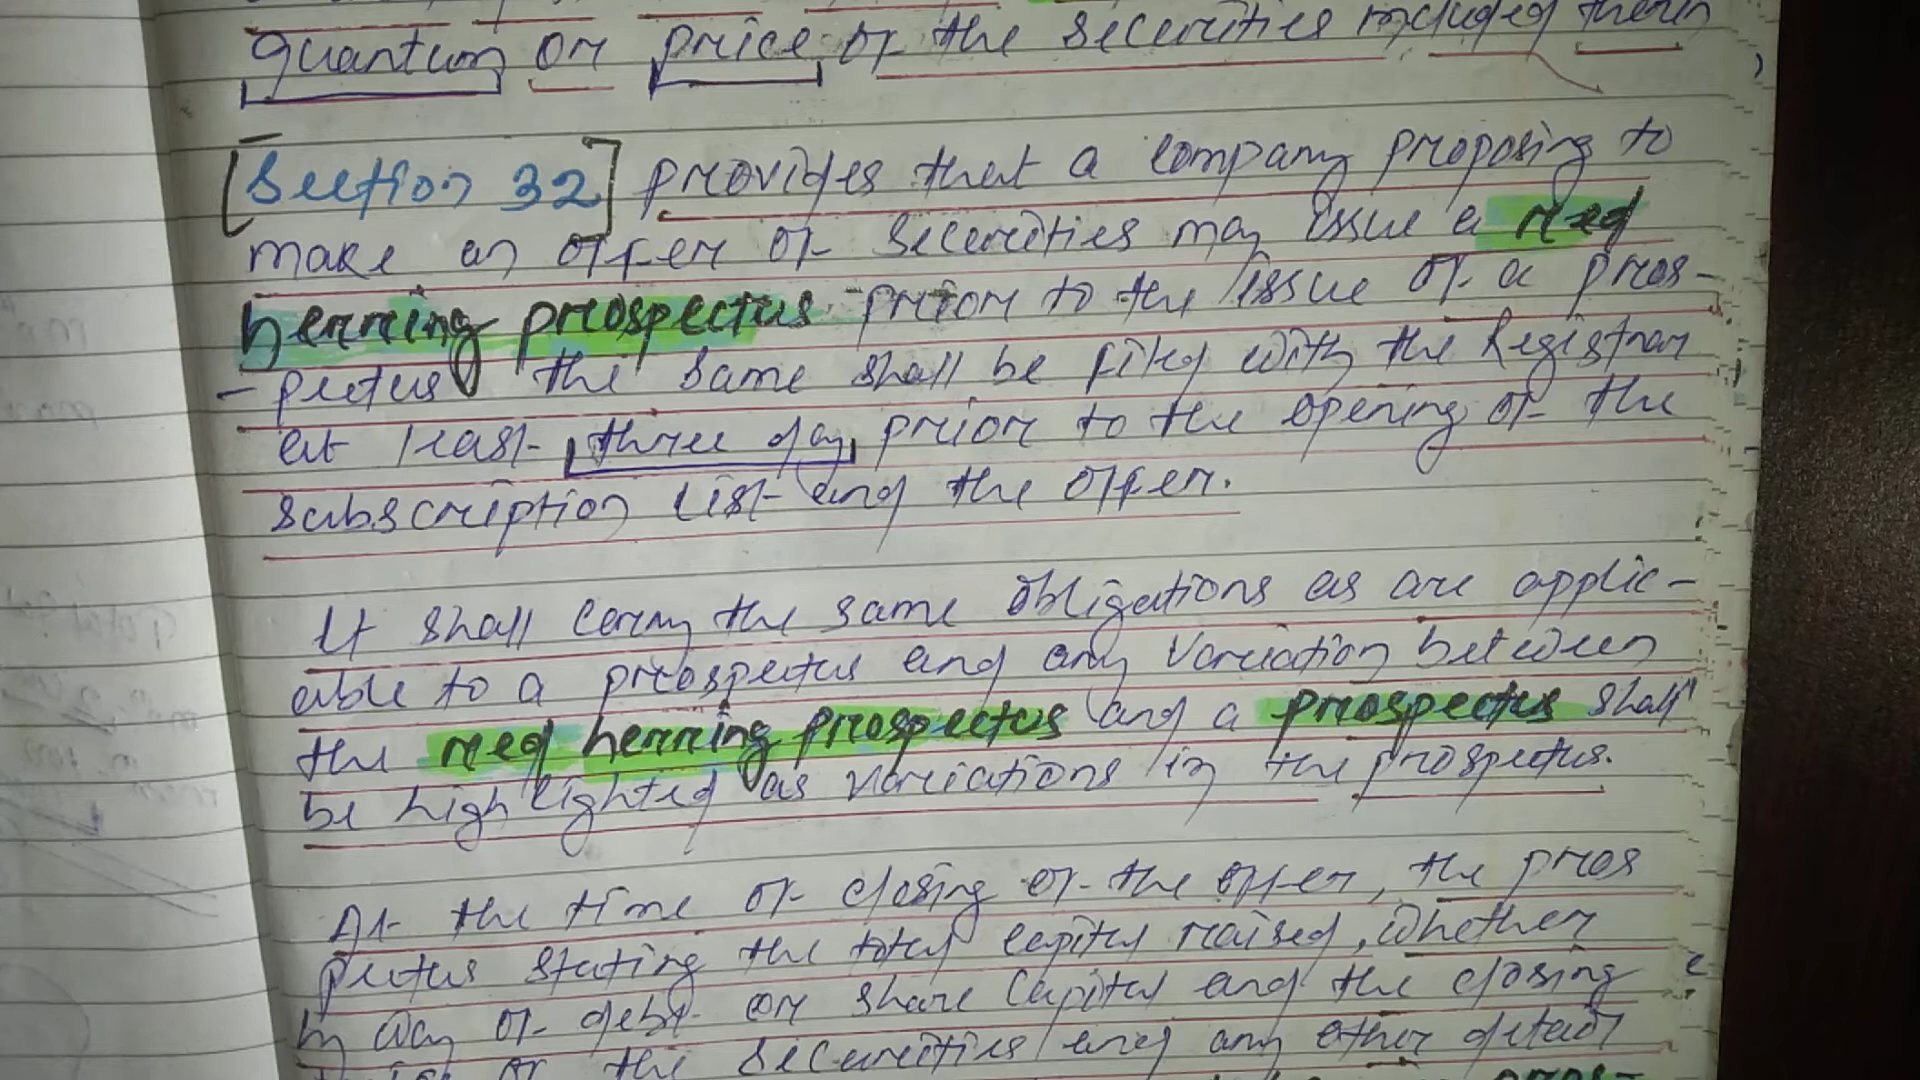 quantum or price of the securities included therein
[Section 32] provides that a company proposing to
make an offer of securities may issue a red
herring prospectus prior to the issue of a pros-
-pectus the same shall be filed with the Registrar
at least three day prior to the opening of the
subscription list and the offer.
It shall carry the same obligations as are applic-
able to a prospectus and any variation between
the red herring prospectus and a prospectus shall
be highlighted as variations in the prospectus.
At the time of closing of the offer, the pros
pectus stating the total capital raised, whether
by way of debt or share capital and the closing
of the securities and any other detail